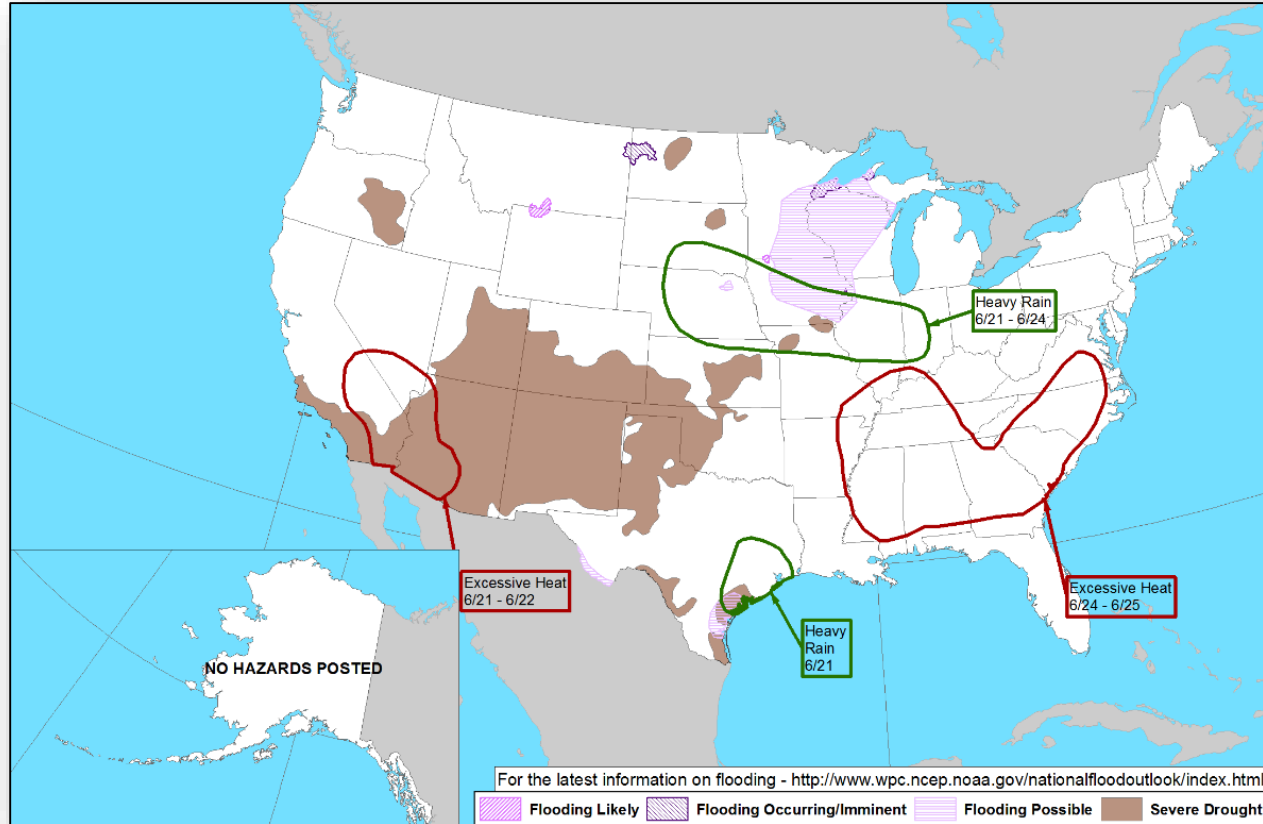 Heavy Rain
6/21 - 6/24
Excessive Heat
6/21 - 6/22
Excessive Heat
6/24 - 6/25
Heavy
Rain
6/21
NO HAZARDS POSTED
For the latest information on flooding - http://www.wpc.ncep.noaa.gov/nationalfloodoutlook/index.html
Flooding Likely Flooding Occurring/Imminent Flooding Possible Severe Drought